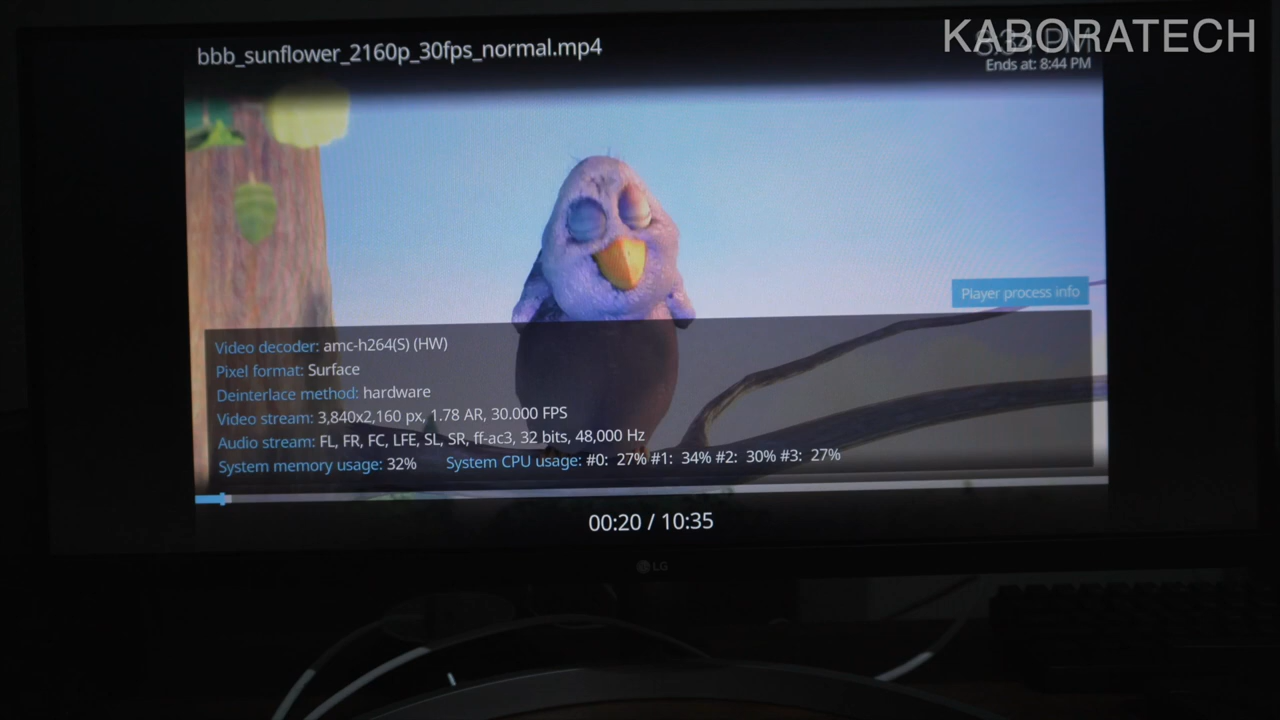 bbb_sunflower_2160p_30fps_normal.mp4
KABORATECH
Ends at: 8:44 PM
Player process info
Video decoder: amc-h264(S) (HW)
Pixel format: Surface
Deinterlace method: hardware
Video stream: 3,840x2,160 px, 1.78 AR, 30.000 FPS
Audio stream: FL, FR, FC, LFE, SL, SR, ff-ac3, 32 bits, 48,000 Hz
System memory usage: 32% System CPU usage: #0: 27% #1: 34% #2: 30% #3: 27%
00:20 / 10:35
LG